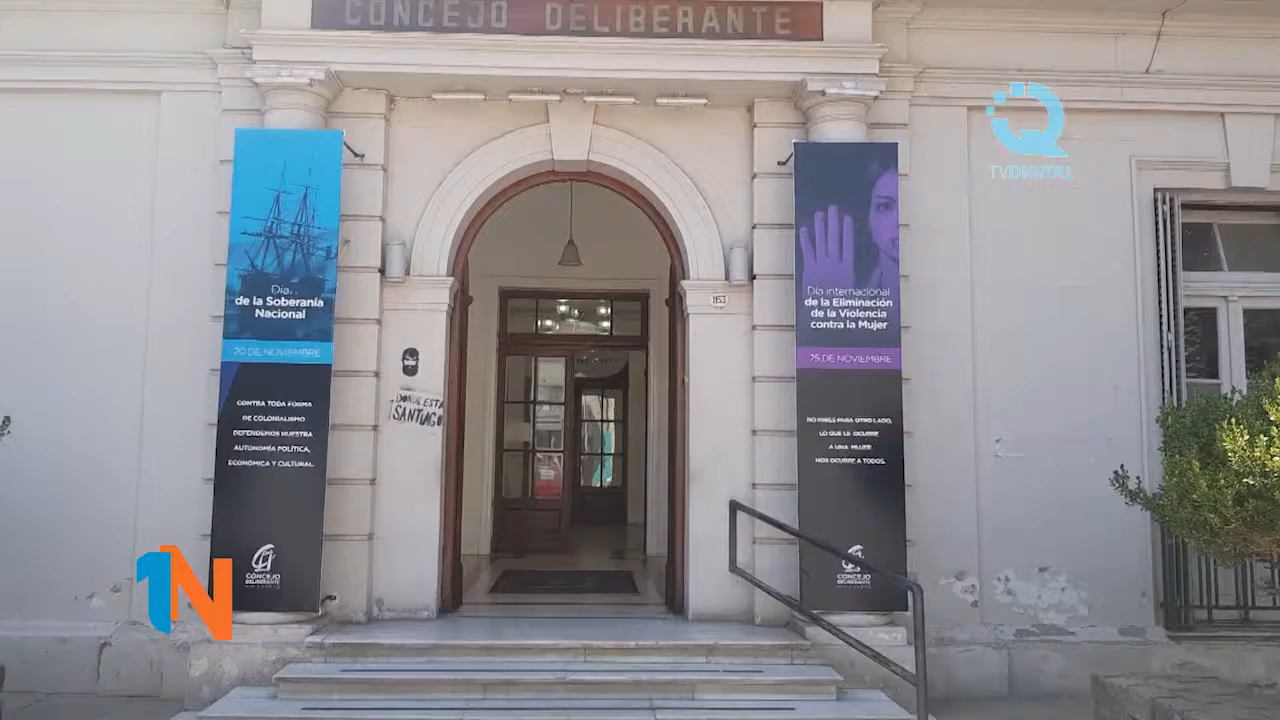 CONCEJO DELIBERANTE
TVDIGITAL
1153
Día
de la Soberanía
Nacional
20 DE NOVIEMBRE
CONTRA TODA FORMA
DE COLONIALISMO
DEFENDEMOS NUESTRA
AUTONOMÍA POLÍTICA,
ECONÓMICA Y CULTURAL.
CONCEJO
DELIBERANTE
DONDE ESTA
SANTIAGO
Día Internacional
de la Eliminación
de la Violencia
contra la Mujer
25 DE NOVIEMBRE
NO MIRES PARA OTRO LADO,
LO QUE LE OCURRE
A UNA MUJER
NOS OCURRE A TODOS.
CONCEJO
DELIBERANTE
1N